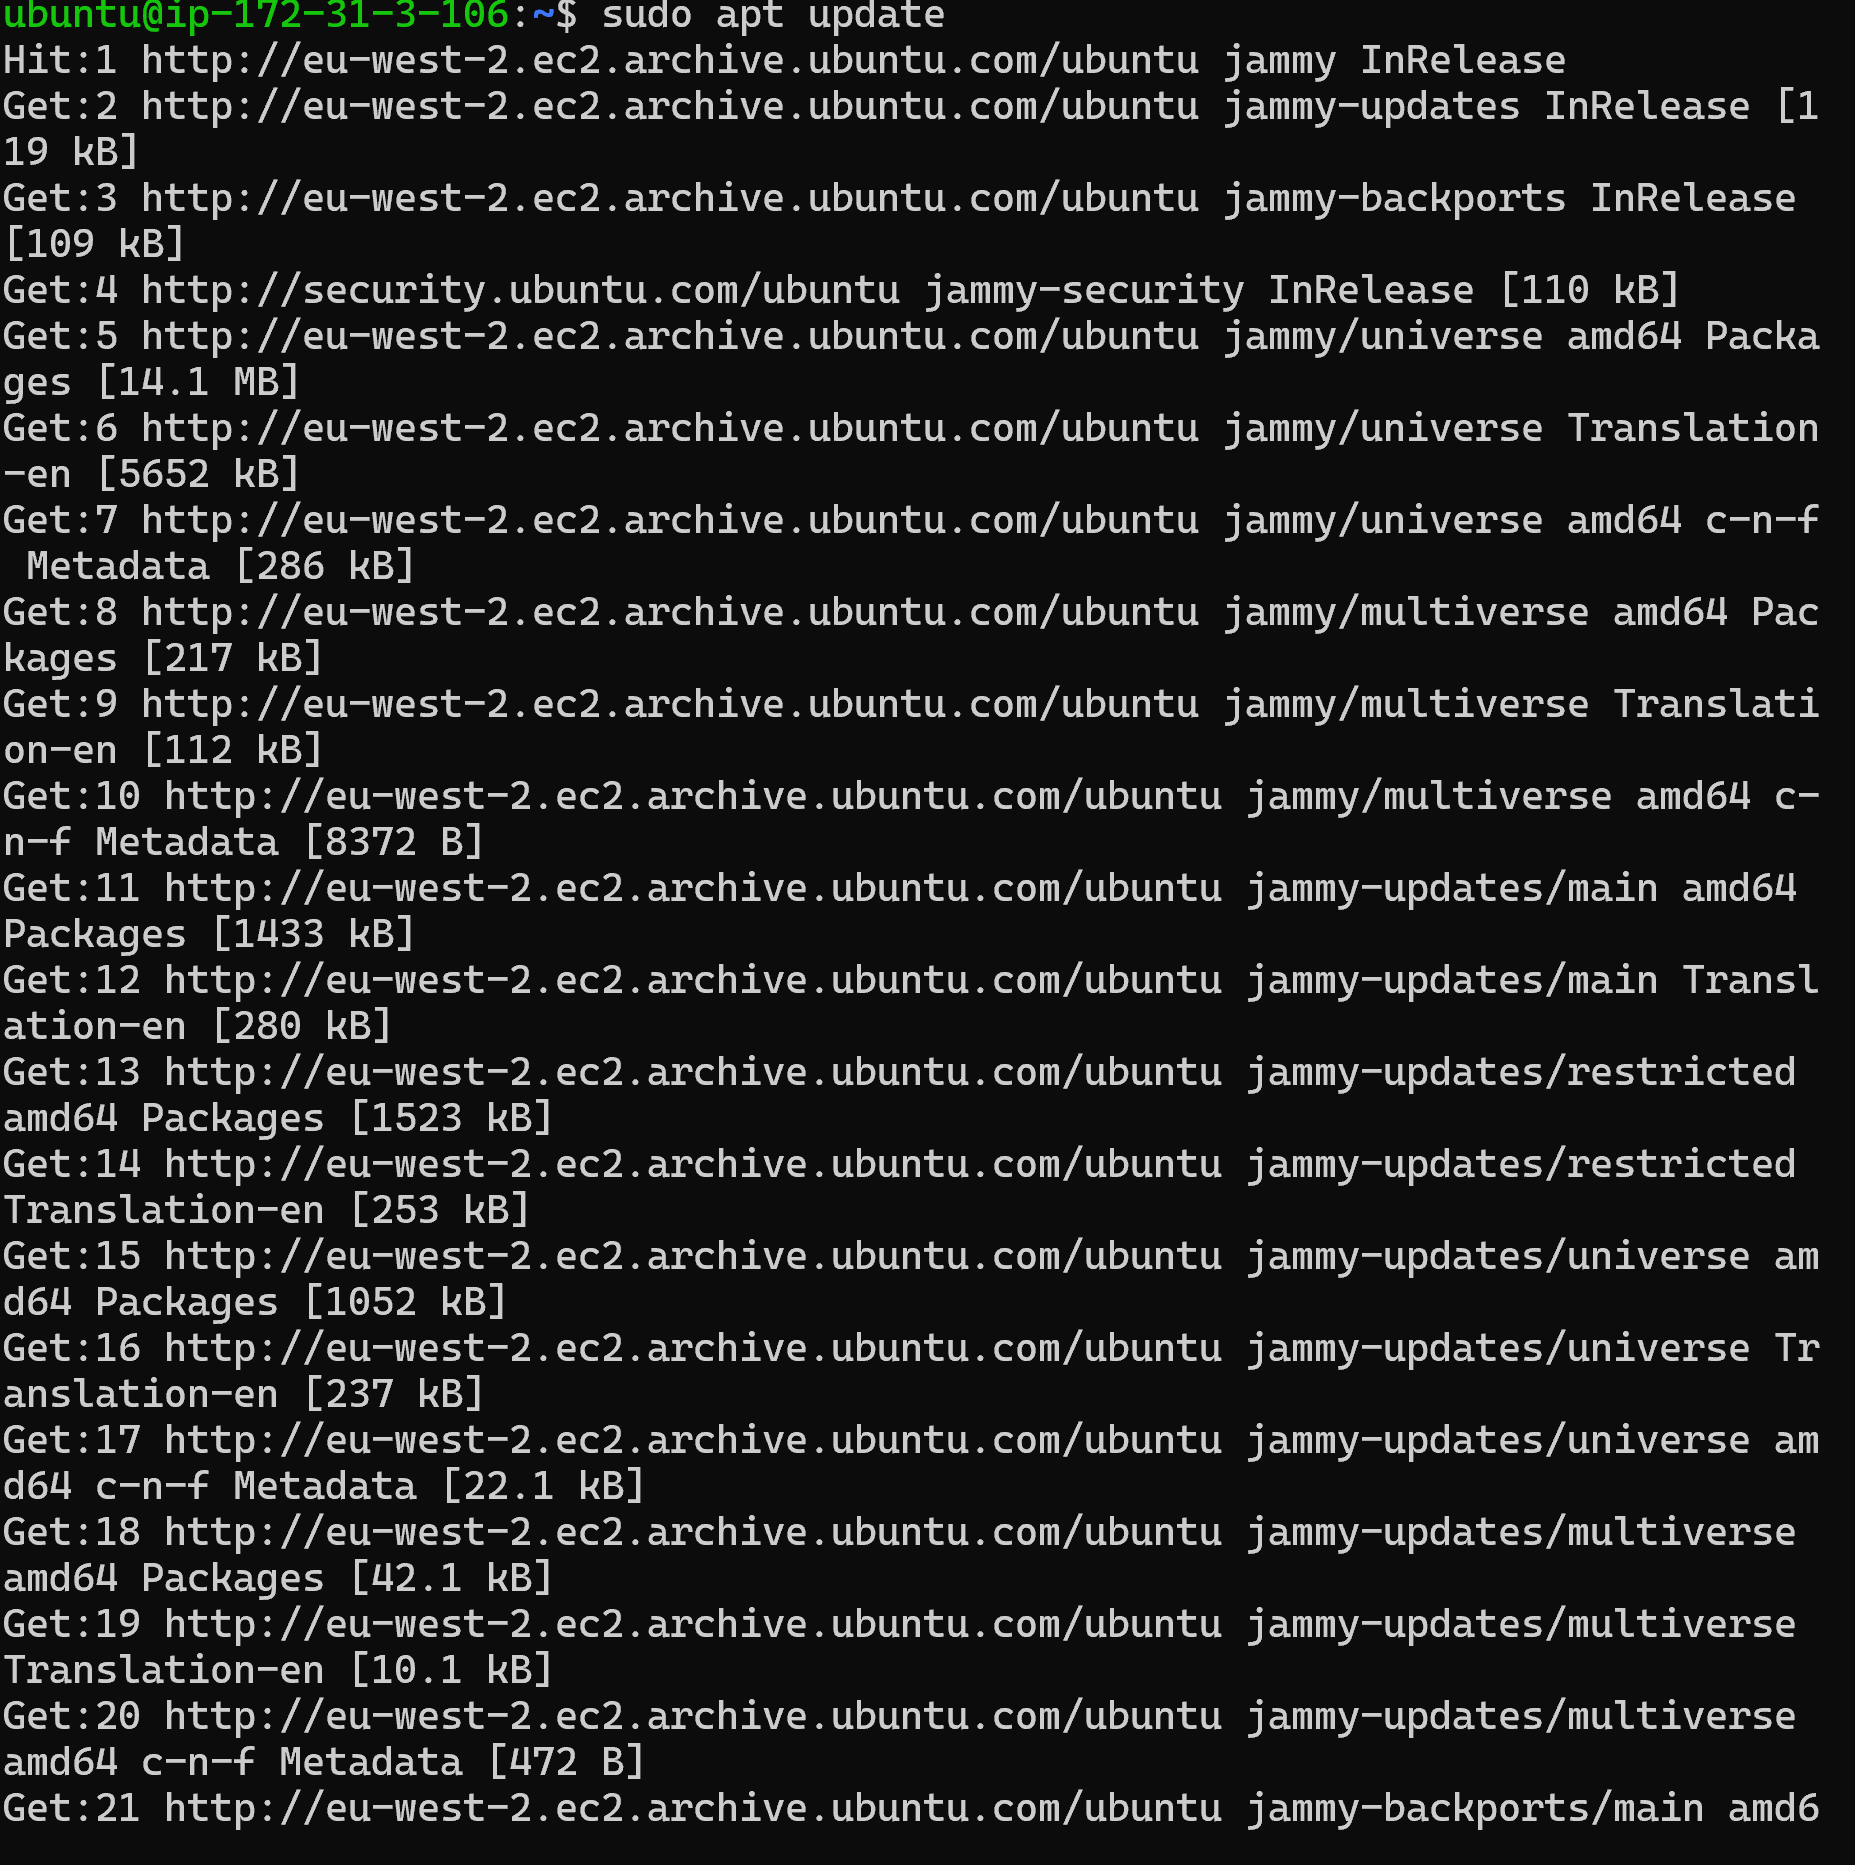 ubuntu@ip-172-31-3-106:~$ sudo apt update
Hit:1 http://eu-west-2.ec2.archive.ubuntu.com/ubuntu jammy InRelease
Get:2 http://eu-west-2.ec2.archive.ubuntu.com/ubuntu jammy-updates InRelease [1
19 kB]
Get:3 http://eu-west-2.ec2.archive.ubuntu.com/ubuntu jammy-backports InRelease
[109 kB]
Get:4 http://security.ubuntu.com/ubuntu jammy-security InRelease [110 kB]
Get:5 http://eu-west-2.ec2.archive.ubuntu.com/ubuntu jammy/universe amd64 Packa
ges [14.1 MB]
Get:6 http://eu-west-2.ec2.archive.ubuntu.com/ubuntu jammy/universe Translation
-en [5652 kB]
Get:7 http://eu-west-2.ec2.archive.ubuntu.com/ubuntu jammy/universe amd64 c-n-f
 Metadata [286 kB]
Get:8 http://eu-west-2.ec2.archive.ubuntu.com/ubuntu jammy/multiverse amd64 Pac
kages [217 kB]
Get:9 http://eu-west-2.ec2.archive.ubuntu.com/ubuntu jammy/multiverse Translati
on-en [112 kB]
Get:10 http://eu-west-2.ec2.archive.ubuntu.com/ubuntu jammy/multiverse amd64 c-
n-f Metadata [8372 B]
Get:11 http://eu-west-2.ec2.archive.ubuntu.com/ubuntu jammy-updates/main amd64
Packages [1433 kB]
Get:12 http://eu-west-2.ec2.archive.ubuntu.com/ubuntu jammy-updates/main Transl
ation-en [280 kB]
Get:13 http://eu-west-2.ec2.archive.ubuntu.com/ubuntu jammy-updates/restricted
amd64 Packages [1523 kB]
Get:14 http://eu-west-2.ec2.archive.ubuntu.com/ubuntu jammy-updates/restricted
Translation-en [253 kB]
Get:15 http://eu-west-2.ec2.archive.ubuntu.com/ubuntu jammy-updates/universe am
d64 Packages [1052 kB]
Get:16 http://eu-west-2.ec2.archive.ubuntu.com/ubuntu jammy-updates/universe Tr
anslation-en [237 kB]
Get:17 http://eu-west-2.ec2.archive.ubuntu.com/ubuntu jammy-updates/universe am
d64 c-n-f Metadata [22.1 kB]
Get:18 http://eu-west-2.ec2.archive.ubuntu.com/ubuntu jammy-updates/multiverse
amd64 Packages [42.1 kB]
Get:19 http://eu-west-2.ec2.archive.ubuntu.com/ubuntu jammy-updates/multiverse
Translation-en [10.1 kB]
Get:20 http://eu-west-2.ec2.archive.ubuntu.com/ubuntu jammy-updates/multiverse
amd64 c-n-f Metadata [472 B]
Get:21 http://eu-west-2.ec2.archive.ubuntu.com/ubuntu jammy-backports/main amd6